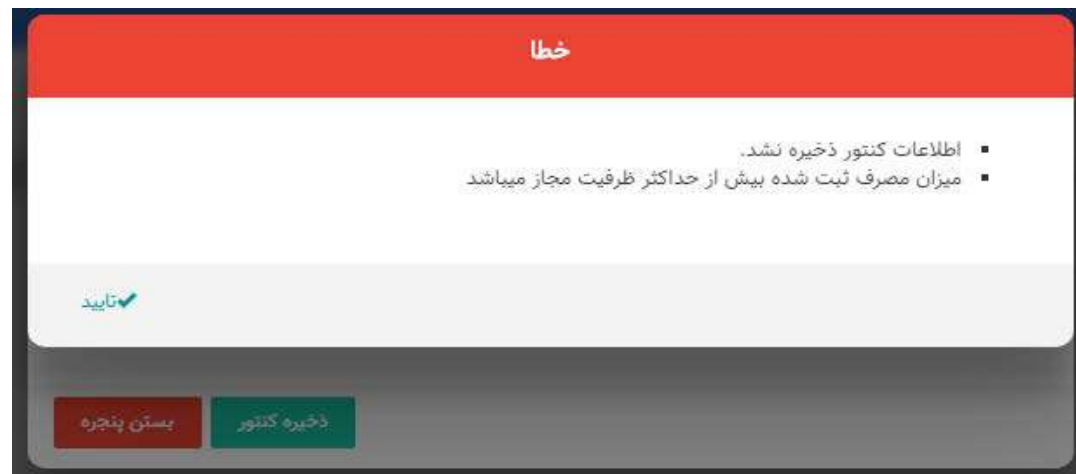 خطا
اطلاعات کنتور ذخیره نشد.
میزان مصرف ثبت شده بیش از حداکثر ظرفیت مجاز میباشد
تایید
ذخیره کنتور
بستن پنجره